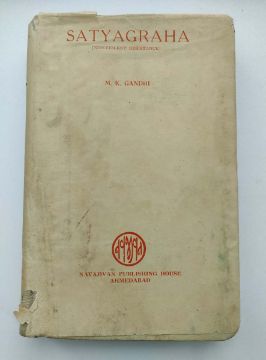 SATYAGRAHA
(NON-VIOLENT RESISTANCE)
M. K. GANDHI
NAVAJIVAN PUBLISHING HOUSE
AHMEDABAD